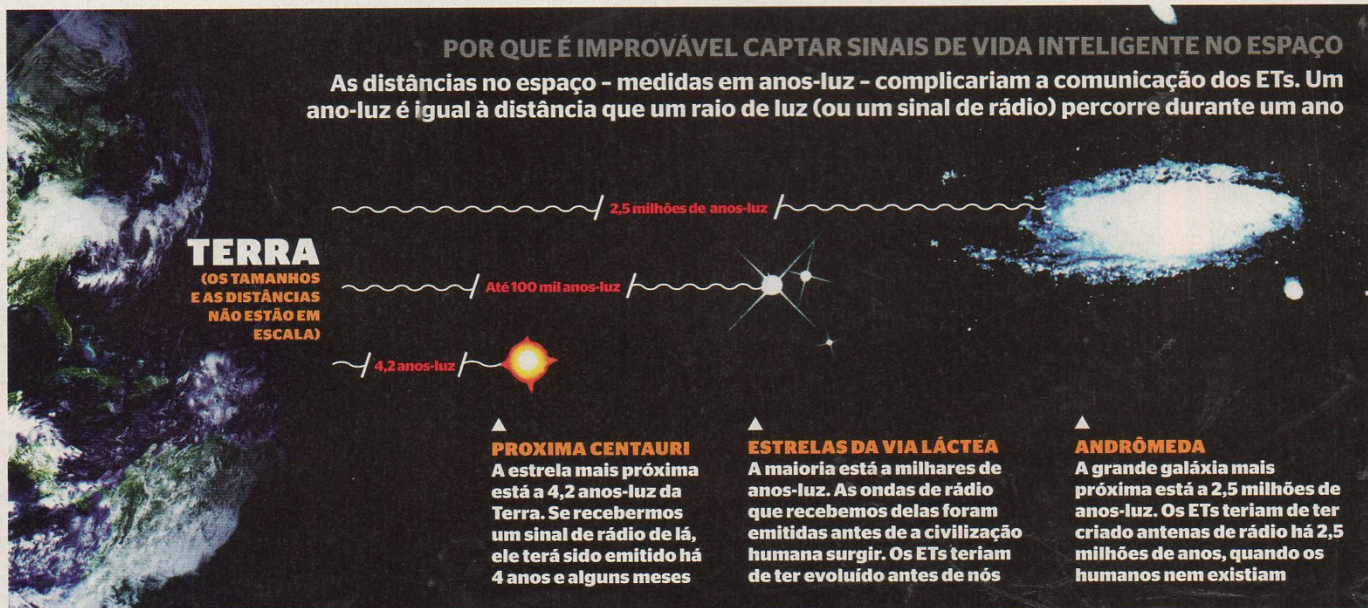 POR QUE É IMPROVÁVEL CAPTAR SINAIS DE VIDA INTELIGENTE NO ESPAÇO
As distâncias no espaço – medidas em anos-luz – complicariam a comunicação dos ETs. Um
ano-luz é igual à distância que um raio de luz (ou um sinal de rádio) percorre durante um ano
2,5 milhões de anos-luz
TERRA
(OS TAMANHOS
E AS DISTÂNCIAS
NÃO ESTÃO EM
ESCALA)
Até 100 mil anos-luz
4,2 anos-luz
PROXIMA CENTAURI
A estrela mais próxima
está a 4,2 anos-luz da
Terra. Se recebermos
um sinal de rádio de lá,
ele terá sido emitido há
4 anos e alguns meses
ESTRELAS DA VIA LÁCTEA
A maioria está a milhares de
anos-luz. As ondas de rádio
que recebemos delas foram
emitidas antes de a civilização
humana surgir. Os ETs teriam
de ter evoluído antes de nós
ANDRÔMEDA
A grande galáxia mais
próxima está a 2,5 milhões de
anos-luz. Os ETs teriam de ter
criado antenas de rádio há 2,5
milhões de anos, quando os
humanos nem existiam